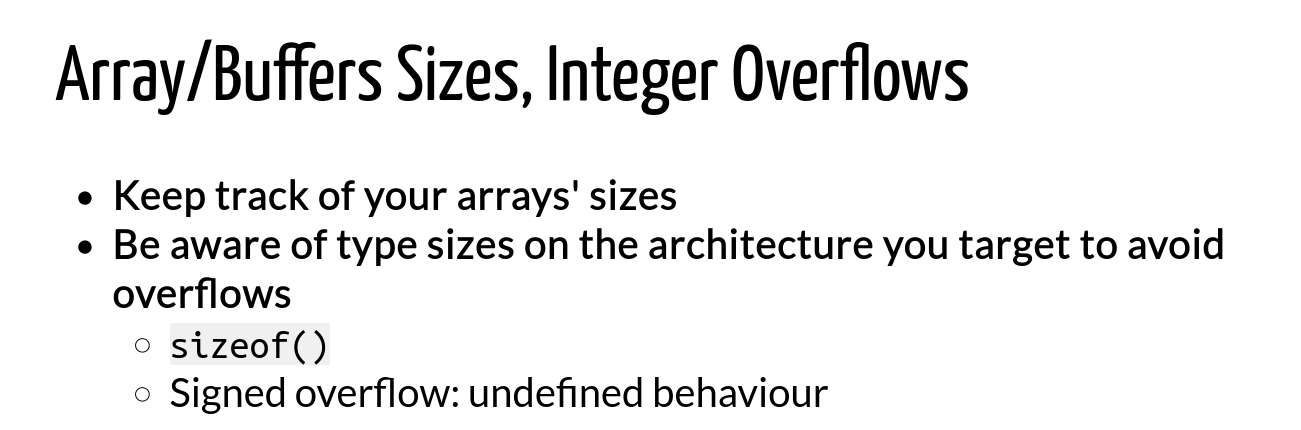 Array/Buffers Sizes, Integer Overflows
Keep track of your arrays' sizes
Be aware of type sizes on the architecture you target to avoid
overflows
sizeof()
Signed overflow: undefined behaviour